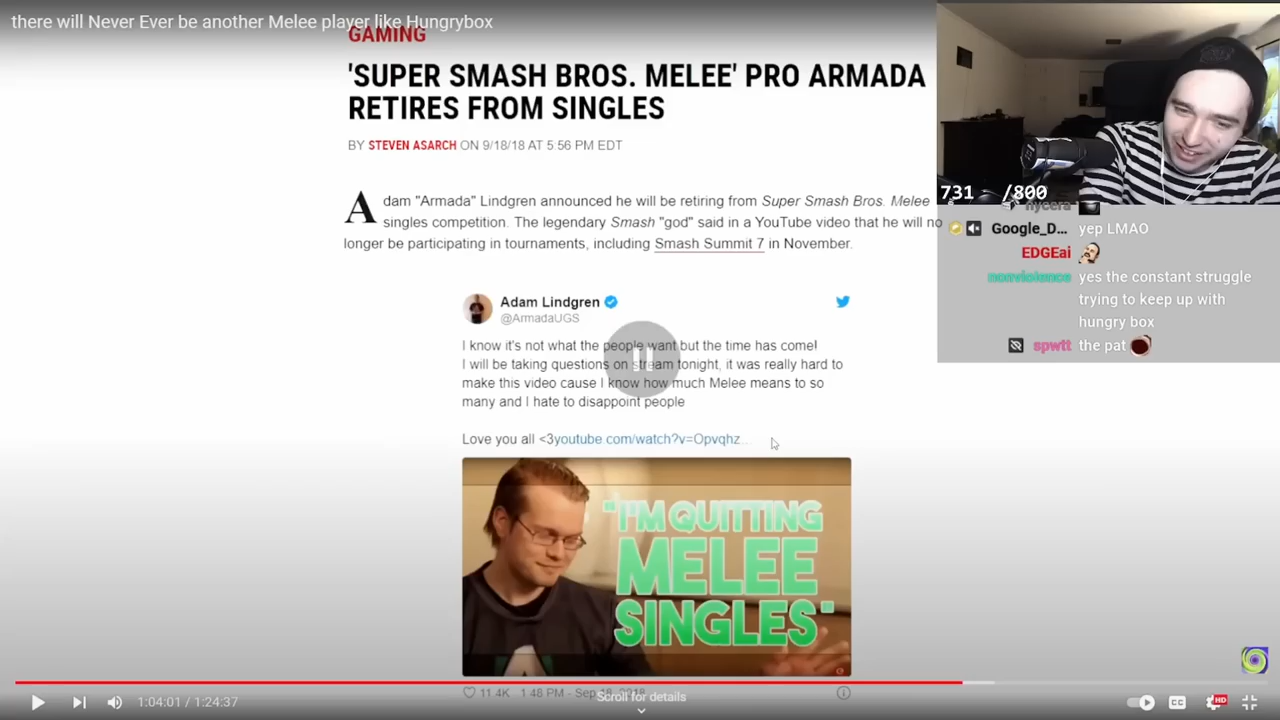 there will Never Ever be another Melee player like Hungrybox
GAMING
'SUPER SMASH BROS. MELEE' PRO ARMADA
RETIRES FROM SINGLES
BY STEVEN ASARCH ON 9/18/18 AT 5:56 PM EDT
Adam "Armada" Lindgren announced he will be retiring from Super Smash Bros. Melee
singles competition. The legendary Smash "god" said in a YouTube video that he will no
longer be participating in tournaments, including Smash Summit 7 in November.
Adam Lindgren
@ArmadaUGS
I know it's not what the people want but the time has come!
I will be taking questions on stream tonight, it was really hard to
make this video cause I know how much Melee means to so
many and I hate to disappoint people
Love you all <3youtube.com/watch?v=Opvqhz...
"I'M QUITTING
MELEE
SINGLES"
11.4K 1:48 PM - Sep 18, 2018
Scroll for details
1:04:01 / 1:24:37
CC
HD
731 /800
Google_D... yep LMAO
EDGEai
nonviolence yes the constant struggle
trying to keep up with
hungry box
spwtt the pat